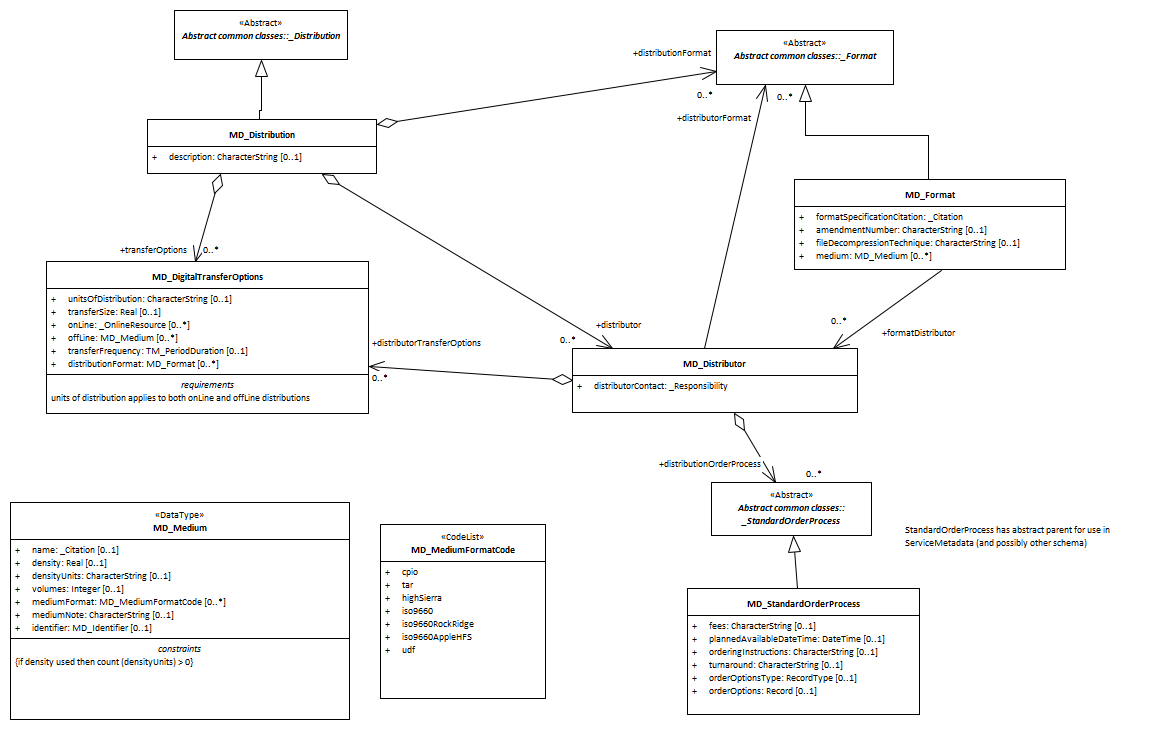 «Abstract»
Abstract common classes::_Distribution
«Abstract»
Abstract common classes::_Format
+distributionFormat
0..*
0..*
+distributorFormat
MD_Distribution
+ description: CharacterString [0..1]
MD_Format
+ formatSpecificationCitation: _Citation
+ amendmentNumber: CharacterString [0..1]
+ fileDecompressionTechnique: CharacterString [0..1]
+ medium: MD_Medium [0..*]
+transferOptions
0..*
MD_DigitalTransferOptions
+ unitsOfDistribution: CharacterString [0..1]
+ transferSize: Real [0..1]
+ onLine: _OnlineResource [0..*]
+ offLine: MD_Medium [0..*]
+ transferFrequency: TM_PeriodDuration [0..1]
+ distributionFormat: MD_Format [0..*]
requirements
units of distribution applies to both onLine and offLine distributions
+distributor
0..*
0..*
+formatDistributor
+distributorTransferOptions
0..*
MD_Distributor
+ distributorContact: _Responsibility
+distributionOrderProcess
0..*
«Abstract»
Abstract common classes::
_StandardOrderProcess
StandardOrderProcess has abstract parent for use in
ServiceMetadata (and possibly other schema)
«DataType»
MD_Medium
+ name: _Citation [0..1]
+ density: Real [0..1]
+ densityUnits: CharacterString [0..1]
+ volumes: Integer [0..1]
+ mediumFormat: MD_MediumFormatCode [0..*]
+ mediumNote: CharacterString [0..1]
+ identifier: MD_Identifier [0..1]
constraints
{if density used then count (densityUnits) > 0}
«CodeList»
MD_MediumFormatCode
+ cpio
+ tar
+ highSierra
+ iso9660
+ iso9660RockRidge
+ iso9660AppleHFS
+ udf
MD_StandardOrderProcess
+ fees: CharacterString [0..1]
+ plannedAvailableDateTime: DateTime [0..1]
+ orderingInstructions: CharacterString [0..1]
+ turnaround: CharacterString [0..1]
+ orderOptionsType: RecordType [0..1]
+ orderOptions: Record [0..1]